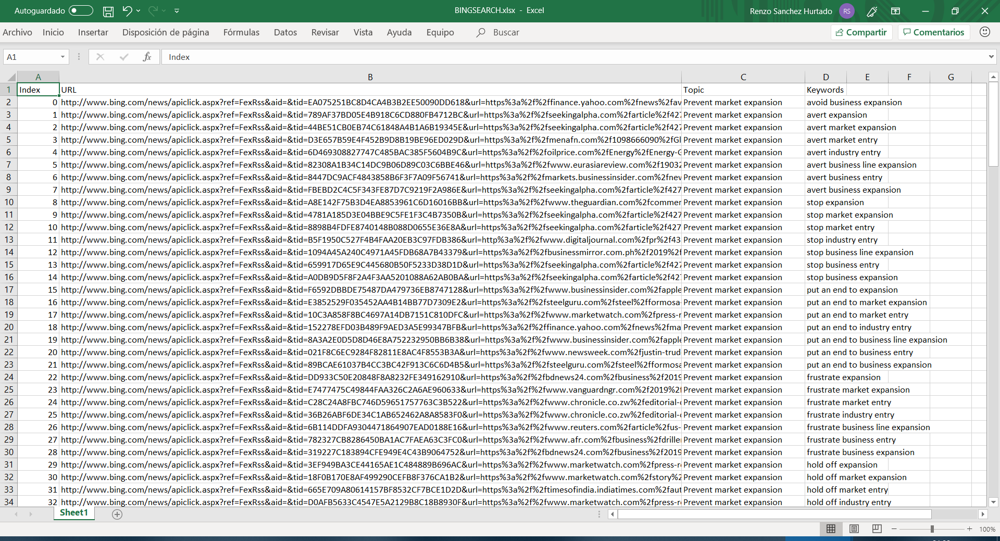 Autoguardado
BINGSEARCH.xlsx - Excel
Renzo Sanchez Hurtado RS
Archivo Inicio Insertar Disposición de página Fórmulas Datos Revisar Vista Ayuda Equipo Buscar Compartir Comentarios
A1 fx Index
A B C D E F G
1 Index URL Topic Keywords
2 0 http://www.bing.com/news/apiclick.aspx?ref=FexRss&aid=&tid=EA075251BC8D4CA4B3B2EE50090DD618&url=https%3a%2f%2ffinance.yahoo.com%2fnews%2fav Prevent market expansion avoid business expansion
3 1 http://www.bing.com/news/apiclick.aspx?ref=FexRss&aid=&tid=789AF37BD05E4B918C6CD880FB4712BC&url=https%3a%2f%2fseekingalpha.com%2farticle%2f427 Prevent market expansion avert expansion
4 2 http://www.bing.com/news/apiclick.aspx?ref=FexRss&aid=&tid=44BE51CB0EB74C61848A4B1A6B19345E&url=https%3a%2f%2fseekingalpha.com%2farticle%2f427 Prevent market expansion avert market expansion
5 3 http://www.bing.com/news/apiclick.aspx?ref=FexRss&aid=&tid=D3E657B59E4F452B9D8B19BE96ED029D&url=https%3a%2f%2fmenafn.com%2f1098666090%2fGl Prevent market expansion avert market entry
6 4 http://www.bing.com/news/apiclick.aspx?ref=FexRss&aid=&tid=6D469308827747C485BAC385F5604B9C&url=https%3a%2f%2foilprice.com%2fEnergy%2fEnergy-G Prevent market expansion avert industry entry
7 5 http://www.bing.com/news/apiclick.aspx?ref=FexRss&aid=&tid=82308A1B34C14DC9B06D89C03C6BBE46&url=https%3a%2f%2fwww.eurasiareview.com%2f19032 Prevent market expansion avert business line expansion
8 6 http://www.bing.com/news/apiclick.aspx?ref=FexRss&aid=&tid=8447DC9ACF4843858B6F3F7A09F56741&url=https%3a%2f%2fmarkets.businessinsider.com%2fnew Prevent market expansion avert business entry
9 7 http://www.bing.com/news/apiclick.aspx?ref=FexRss&aid=&tid=FBEBD2C4C5F343FE87D7C9219F2A986E&url=https%3a%2f%2fseekingalpha.com%2farticle%2f427 Prevent market expansion avert business expansion
10 8 http://www.bing.com/news/apiclick.aspx?ref=FexRss&aid=&tid=A8E142F75B3D4EA8853961C6D16016BB&url=https%3a%2f%2fwww.theguardian.com%2fcommer Prevent market expansion stop expansion
11 9 http://www.bing.com/news/apiclick.aspx?ref=FexRss&aid=&tid=4781A185D3E04BBE9C5FE1F3C4B7350B&url=https%3a%2f%2fseekingalpha.com%2farticle%2f427 Prevent market expansion stop market expansion
12 10 http://www.bing.com/news/apiclick.aspx?ref=FexRss&aid=&tid=8898B4FDFE8740148B088D0655E36E8A&url=https%3a%2f%2fseekingalpha.com%2farticle%2f427 Prevent market expansion stop market entry
13 11 http://www.bing.com/news/apiclick.aspx?ref=FexRss&aid=&tid=B5F1950C527F4B4FAA20EB3C97FDB386&url=http%3a%2f%2fwww.digitaljournal.com%2fpr%2f43 Prevent market expansion stop industry entry
14 12 http://www.bing.com/news/apiclick.aspx?ref=FexRss&aid=&tid=1094A45A240C4971A45FDB68A7B43379&url=https%3a%2f%2fbusinessmirror.com.ph%2f2019%2f Prevent market expansion stop business line expansion
15 13 http://www.bing.com/news/apiclick.aspx?ref=FexRss&aid=&tid=659917D65E9C445680B50F5233D38D1D&url=https%3a%2f%2fseekingalpha.com%2farticle%2f427 Prevent market expansion stop business entry
16 14 http://www.bing.com/news/apiclick.aspx?ref=FexRss&aid=&tid=A0DB9D5F8F2A4F3AA5201088A62AB0BA&url=https%3a%2f%2fseekingalpha.com%2farticle%2f427 Prevent market expansion stop business expansion
17 15 http://www.bing.com/news/apiclick.aspx?ref=FexRss&aid=&tid=F6592DBBDE75487DA479736EB8747128&url=https%3a%2f%2fwww.businessinsider.com%2fapple Prevent market expansion put an end to expansion
18 16 http://www.bing.com/news/apiclick.aspx?ref=FexRss&aid=&tid=E3852529F035452AA4B14BB77D7309E2&url=https%3a%2f%2fsteelguru.com%2fsteel%2fformosa- Prevent market expansion put an end to market expansion
19 17 http://www.bing.com/news/apiclick.aspx?ref=FexRss&aid=&tid=10C3A858F8BC4697A14DB7151C810DFC&url=https%3a%2f%2fwww.marketwatch.com%2fpress-r Prevent market expansion put an end to market entry
20 18 http://www.bing.com/news/apiclick.aspx?ref=FexRss&aid=&tid=152278EFD03B489F9AED3A5E99347BFB&url=https%3a%2f%2ffinance.yahoo.com%2fnews%2fma Prevent market expansion put an end to industry entry
21 19 http://www.bing.com/news/apiclick.aspx?ref=FexRss&aid=&tid=8A3A2E0D5D8D46E8A752232950BB6B38&url=https%3a%2f%2fwww.businessinsider.com%2fapple Prevent market expansion put an end to business line expansion
22 20 http://www.bing.com/news/apiclick.aspx?ref=FexRss&aid=&tid=021F8C6EC9284F82811E8AC4F8553B3A&url=https%3a%2f%2fwww.newsweek.com%2fjustin-trud Prevent market expansion put an end to business entry
23 21 http://www.bing.com/news/apiclick.aspx?ref=FexRss&aid=&tid=89BCAE61037B4CC3BC42F913C6C6D4B5&url=https%3a%2f%2fsteelguru.com%2fsteel%2fformosa Prevent market expansion put an end to business expansion
24 22 http://www.bing.com/news/apiclick.aspx?ref=FexRss&aid=&tid=DD933C50E20848F8A8232FE349162910&url=https%3a%2f%2fbdnews24.com%2fbusiness%2f2019 Prevent market expansion frustrate expansion
25 23 http://www.bing.com/news/apiclick.aspx?ref=FexRss&aid=&tid=E7477475C49844FAA326C2A6AE960633&url=https%3a%2f%2fwww.vanguardngr.com%2f2019%2f Prevent market expansion frustrate market expansion
26 24 http://www.bing.com/news/apiclick.aspx?ref=FexRss&aid=&tid=C28C24A8FBC746D59651757763C3B522&url=https%3a%2f%2fwww.chronicle.co.zw%2feditorial-c Prevent market expansion frustrate market entry
27 25 http://www.bing.com/news/apiclick.aspx?ref=FexRss&aid=&tid=36B26ABF6DE34C1AB652462A8A8583F0&url=https%3a%2f%2fwww.chronicle.co.zw%2feditorial-c Prevent market expansion frustrate industry entry
28 26 http://www.bing.com/news/apiclick.aspx?ref=FexRss&aid=&tid=6B114DDFA9304471864907EAD0188E16&url=https%3a%2f%2fwww.reuters.com%2farticle%2fus- Prevent market expansion frustrate business line expansion
29 27 http://www.bing.com/news/apiclick.aspx?ref=FexRss&aid=&tid=782327CB8286450BA1AC7FAEA63C3FC0&url=https%3a%2f%2fwww.afr.com%2fbusiness%2fdriller Prevent market expansion frustrate business entry
30 28 http://www.bing.com/news/apiclick.aspx?ref=FexRss&aid=&tid=319227C183894CFE949E4C43B9064752&url=https%3a%2f%2fbdnews24.com%2fbusiness%2f2019 Prevent market expansion frustrate business expansion
31 29 http://www.bing.com/news/apiclick.aspx?ref=FexRss&aid=&tid=3EF949BA3CE44165AE1C484889B696AC&url=https%3a%2f%2fwww.marketwatch.com%2fpress-re Prevent market expansion hold off expansion
32 30 http://www.bing.com/news/apiclick.aspx?ref=FexRss&aid=&tid=18F0B170E8AF499290CEFB8F376CA1B2&url=https%3a%2f%2fwww.marketwatch.com%2fstory%2 Prevent market expansion hold off market expansion
33 31 http://www.bing.com/news/apiclick.aspx?ref=FexRss&aid=&tid=665E709A80614157BF8532CF7BCE1D2D&url=https%3a%2f%2ftimesofindia.indiatimes.com%2faut Prevent market expansion hold off market entry
34 32 http://www.bing.com/news/apiclick.aspx?ref=FexRss&aid=&tid=D0AFB5633C4547E5A2129B8C18B8930F&url=https%3a%2f%2fwww.marketwatch.com%2fpress-re Prevent market expansion hold off industry entry
Sheet1
100%